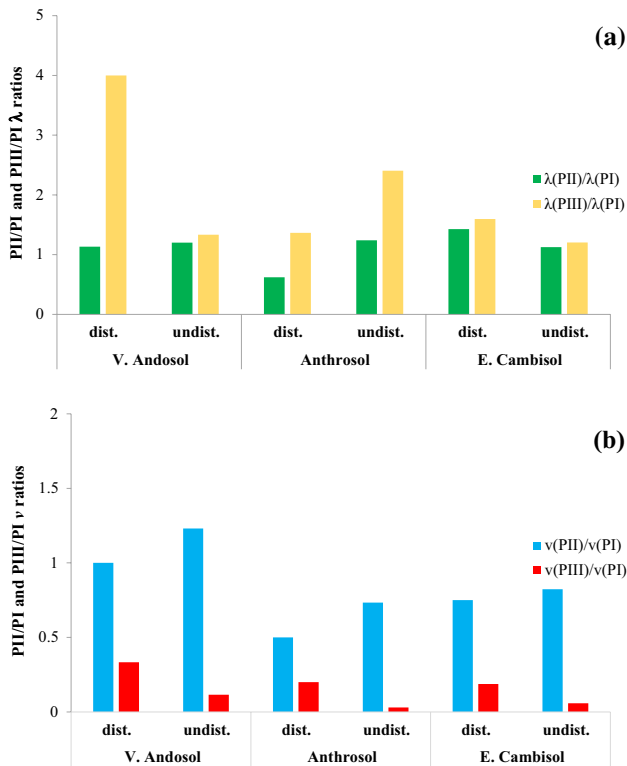 (a)
PII/PI and PIII/PI λ ratios
5
4
3
2
1
0
λ(PII)/λ(PI)
λ(PIII)/λ(PI)
dist. undist. dist. undist. dist. undist.
V. Andosol Anthrosol E. Cambisol
(b)
PII/PI and PIII/PI v ratios
2
1.5
1
0.5
0
v(PII)/v(PI)
v(PIII)/v(PI)
dist. undist. dist. undist. dist. undist.
V. Andosol Anthrosol E. Cambisol